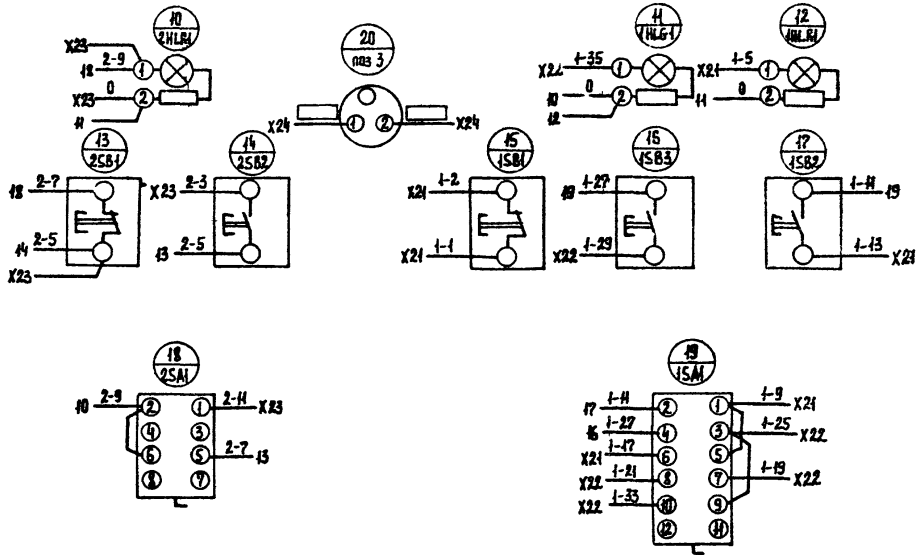 10
2HLR1
X23
18 2-9 1
X23 0 2
11
20
поз 3
X24 1 2 X24
11
1HLG1
X22 1-35 1
10 0 2
12
12
1HLR1
X21 1-5 1
11 0 2
13
2SB1
18 2-7
14 2-5
X23
14
2SB2
X23 2-3
13 2-5
15
1SB1
X21 1-2
X21 1-1
16
1SB3
19 1-27
X22 1-29
17
1SB2
1-11 19
1-13 X21
18
2SA1
10 2-9 2 1 2-11 X23
4 3
6 5 2-7 13
8 7
19
1SA1
17 1-11 2 1 1-9 X21
16 1-27 4 3 1-25 X22
X21 1-17 6 5
X22 1-21 8 7 1-19 X22
X22 1-33 10 9
12 11